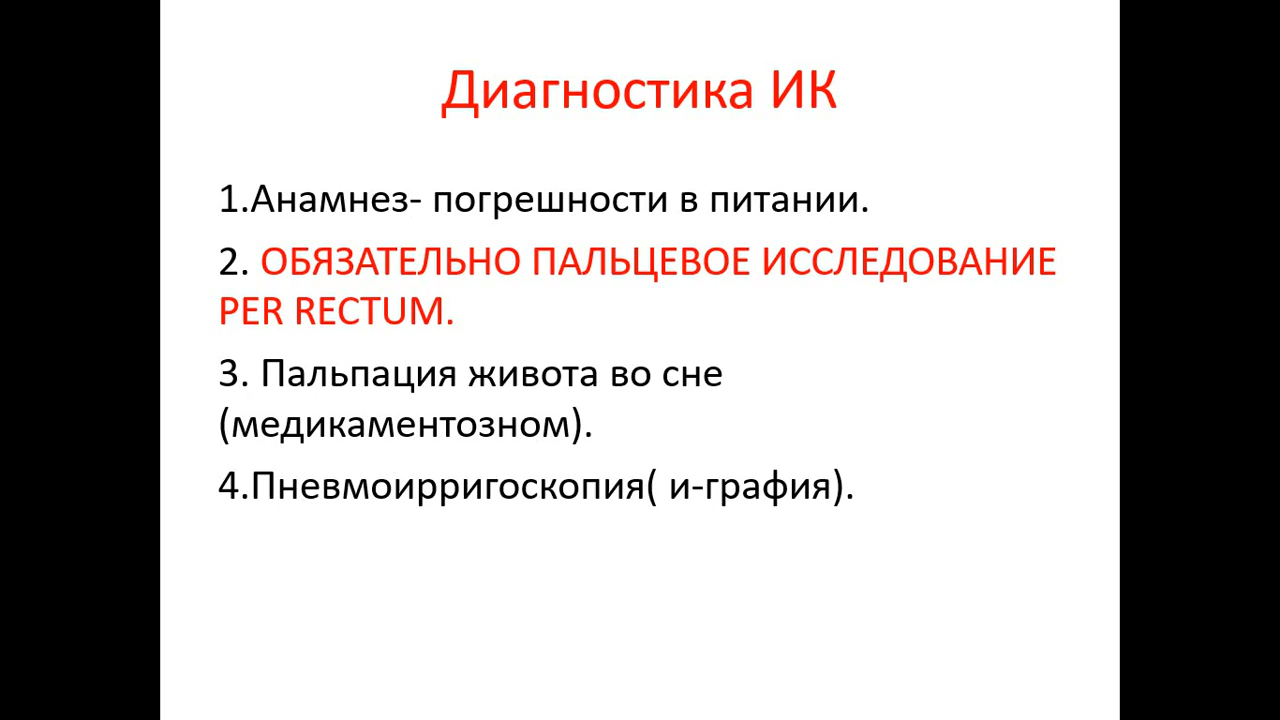 Диагностика ИК
1.Анамнез- погрешности в питании.
2. ОБЯЗАТЕЛЬНО ПАЛЬЦЕВОЕ ИССЛЕДОВАНИЕ
PER RECTUM.
3. Пальпация живота во сне
(медикаментозном).
4.Пневмоирригоскопия( и-графия).